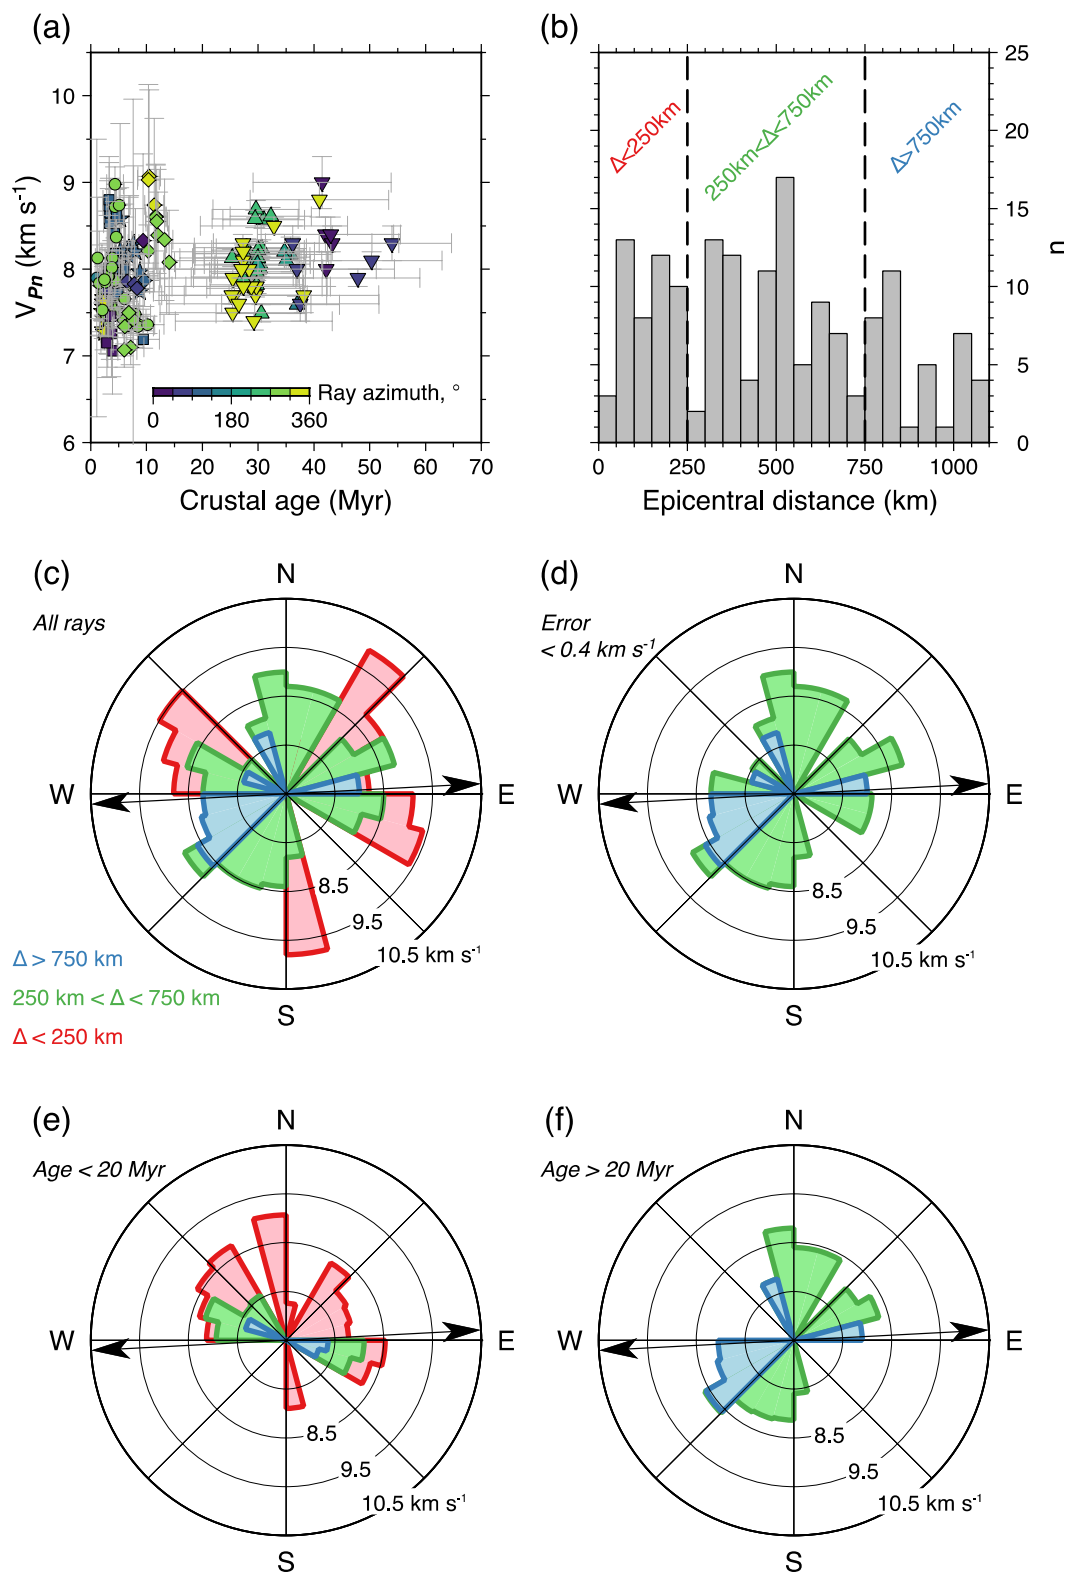 (a)
(b)
V_Pn (km s⁻¹)
10
9
8
7
6
0 10 20 30 40 50 60 70
Crustal age (Myr)
Ray azimuth, °
0 180 360
Δ<250km
250km<Δ<750km
Δ>750km
25
20
15
10
5
0
n
0 250 500 750 1000
Epicentral distance (km)
(c)
All rays
N
W
E
S
8.5
9.5
10.5 km s⁻¹
Δ > 750 km
250 km < Δ < 750 km
Δ < 250 km
(d)
Error
< 0.4 km s⁻¹
N
W
E
S
8.5
9.5
10.5 km s⁻¹
(e)
Age < 20 Myr
N
W
E
S
8.5
9.5
10.5 km s⁻¹
(f)
Age > 20 Myr
N
W
E
S
8.5
9.5
10.5 km s⁻¹